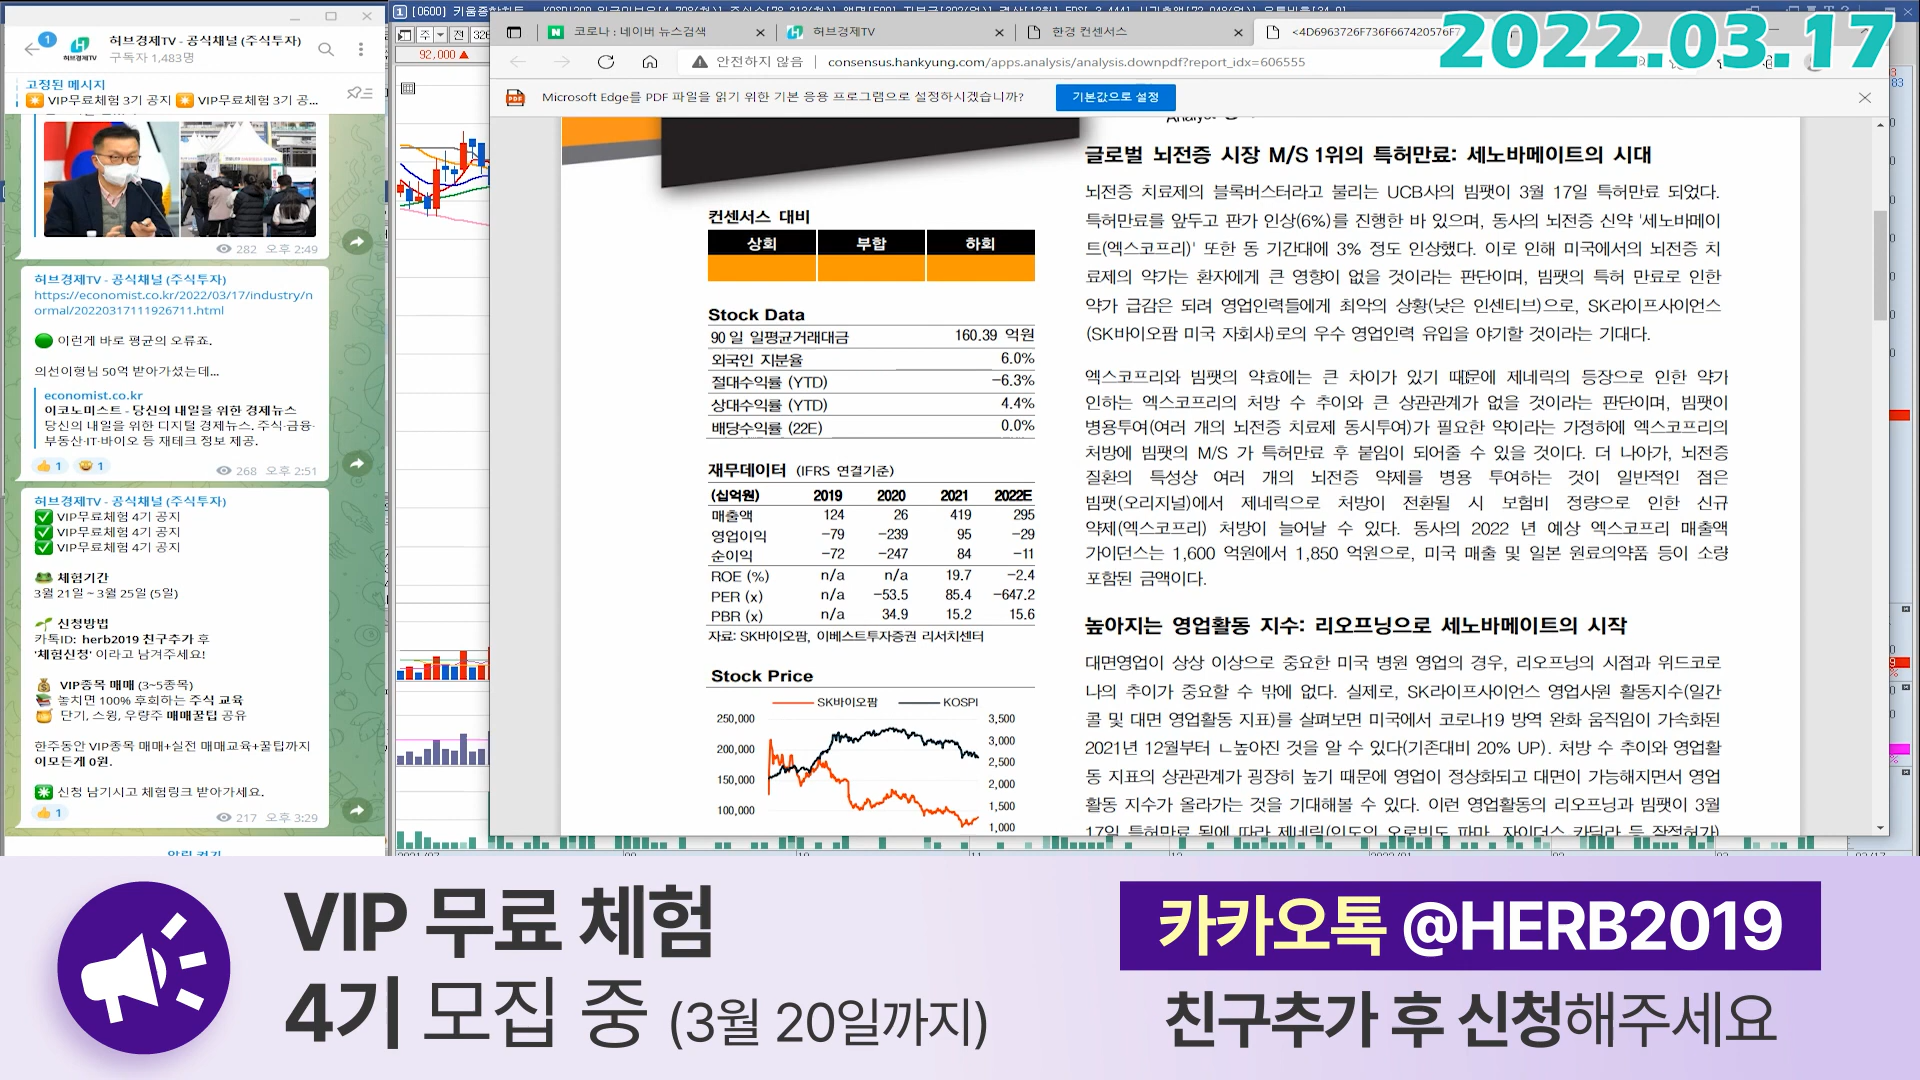 허브경제TV - 공식채널 (주식투자)
구독자 1,483명
고정된 메시지
VIP무료체험 3기 공지 VIP무료체험 3기 공...
282 오후 2:49
허브경제TV - 공식채널 (주식투자)
https://economist.co.kr/2022/03/17/industry/n
ormal/20220317111926711.html
이런게 바로 평균의 오류죠.
의선이형님 50억 받아가셨는데...
economist.co.kr
이코노미스트 - 당신의 내일을 위한 경제뉴스
당신의 내일을 위한 디지털 경제뉴스. 주식·금융·
부동산·IT·바이오 등 재테크 정보 제공.
1 1 268 오후 2:51
허브경제TV - 공식채널 (주식투자)
VIP무료체험 4기 공지
VIP무료체험 4기 공지
VIP무료체험 4기 공지
체험기간
3월 21일 ~ 3월 25일 (5일)
신청방법
카톡ID: herb2019 친구추가 후
'체험신청' 이라고 남겨주세요!
VIP종목 매매 (3~5종목)
놓치면 100% 후회하는 주식 교육
단기, 스윙, 우량주 매매꿀팁 공유
한주동안 VIP종목 매매+실전 매매교육+꿀팁까지
이모든게 0원.
신청 남기시고 체험링크 받아가세요.
1 217 오후 3:29
92,000 ▲
코로나 : 네이버 뉴스검색
허브경제TV
한경 컨센서스
<4D6963726F736F667420576F7
2022.03.17
안전하지 않음 | consensus.hankyung.com/apps.analysis/analysis.downpdf?report_idx=606555
Microsoft Edge를 PDF 파일을 읽기 위한 기본 응용 프로그램으로 설정하시겠습니까? 기본값으로 설정
컨센서스 대비
상회 부합 하회
Stock Data
90 일 일평균거래대금 160.39 억원
외국인 지분율 6.0%
절대수익률 (YTD) -6.3%
상대수익률 (YTD) 4.4%
배당수익률 (22E) 0.0%
재무데이터 (IFRS 연결기준)
(십억원) 2019 2020 2021 2022E
매출액 124 26 419 295
영업이익 -79 -239 95 -29
순이익 -72 -247 84 -11
ROE (%) n/a n/a 19.7 -2.4
PER (x) n/a -53.5 85.4 -647.2
PBR (x) n/a 34.9 15.2 15.6
자료: SK바이오팜, 이베스트투자증권 리서치센터
Stock Price
SK바이오팜 KOSPI
250,000 3,500
3,000
200,000 2,500
150,000 2,000
1,500
100,000 1,000
글로벌 뇌전증 시장 M/S 1위의 특허만료: 세노바메이트의 시대
뇌전증 치료제의 블록버스터라고 불리는 UCB사의 빔팻이 3월 17일 특허만료 되었다.
특허만료를 앞두고 판가 인상(6%)를 진행한 바 있으며, 동사의 뇌전증 신약 '세노바메이
트(엑스코프리)' 또한 동 기간대에 3% 정도 인상했다. 이로 인해 미국에서의 뇌전증 치
료제의 약가는 환자에게 큰 영향이 없을 것이라는 판단이며, 빔팻의 특허 만료로 인한
약가 급감은 되려 영업인력들에게 최악의 상황(낮은 인센티브)으로, SK라이프사이언스
(SK바이오팜 미국 자회사)로의 우수 영업인력 유입을 야기할 것이라는 기대다.
엑스코프리와 빔팻의 약효에는 큰 차이가 있기 때문에 제네릭의 등장으로 인한 약가
인하는 엑스코프리의 처방 수 추이와 큰 상관관계가 없을 것이라는 판단이며, 빔팻이
병용투여(여러 개의 뇌전증 치료제 동시투여)가 필요한 약이라는 가정하에 엑스코프리의
처방에 빔팻의 M/S 가 특허만료 후 붙임이 되어줄 수 있을 것이다. 더 나아가, 뇌전증
질환의 특성상 여러 개의 뇌전증 약제를 병용 투여하는 것이 일반적인 점은
빔팻(오리지널)에서 제네릭으로 처방이 전환될 시 보험비 정량으로 인한 신규
약제(엑스코프리) 처방이 늘어날 수 있다. 동사의 2022 년 예상 엑스코프리 매출액
가이던스는 1,600 억원에서 1,850 억원으로, 미국 매출 및 일본 원료의약품 등이 소량
포함된 금액이다.
높아지는 영업활동 지수: 리오프닝으로 세노바메이트의 시작
대면영업이 상상 이상으로 중요한 미국 병원 영업의 경우, 리오프닝의 시점과 위드코로
나의 추이가 중요할 수 밖에 없다. 실제로, SK라이프사이언스 영업사원 활동지수(일간
콜 및 대면 영업활동 지표)를 살펴보면 미국에서 코로나19 방역 완화 움직임이 가속화된
2021년 12월부터 ㄴ높아진 것을 알 수 있다(기존대비 20% UP). 처방 수 추이와 영업활
동 지표의 상관관계가 굉장히 높기 때문에 영업이 정상화되고 대면이 가능해지면서 영업
활동 지수가 올라가는 것을 기대해볼 수 있다. 이런 영업활동의 리오프닝과 빔팻이 3월
17일 특허만료 됨에 따라 제네릭(인도의 오로빈도 파마, 자이더스 카딜라 등 잠정허가)
VIP 무료 체험
4기 모집 중 (3월 20일까지)
카카오톡 @HERB2019
친구추가 후 신청해주세요